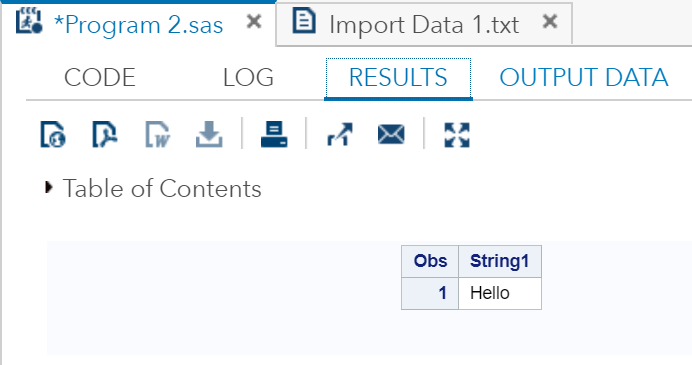 *Program 2.sas × Import Data 1.txt ×
CODE LOG RESULTS OUTPUT DATA
Table of Contents
Obs String1
1 Hello